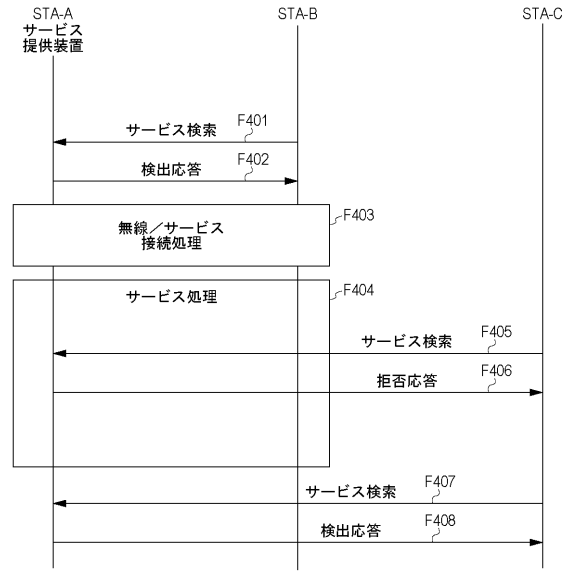 STA-A
サービス
提供装置
STA-B
STA-C
F401
サービス検索
F402
検出応答
F403
無線／サービス
接続処理
F404
サービス処理
F405
サービス検索
F406
拒否応答
F407
サービス検索
F408
検出応答